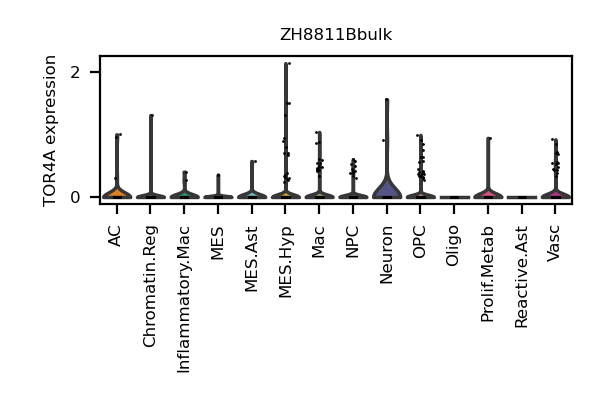 ZH8811Bbulk
TOR4A expression
2
0
AC
Chromatin.Reg
Inflammatory.Mac
MES
MES.Ast
MES.Hyp
Mac
NPC
Neuron
OPC
Oligo
Prolif.Metab
Reactive.Ast
Vasc